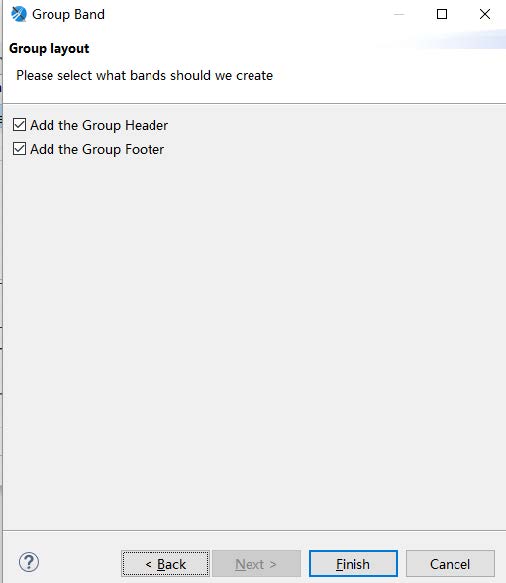 Group Band
Group layout
Please select what bands should we create
Add the Group Header
Add the Group Footer
?
< Back
Next >
Finish
Cancel